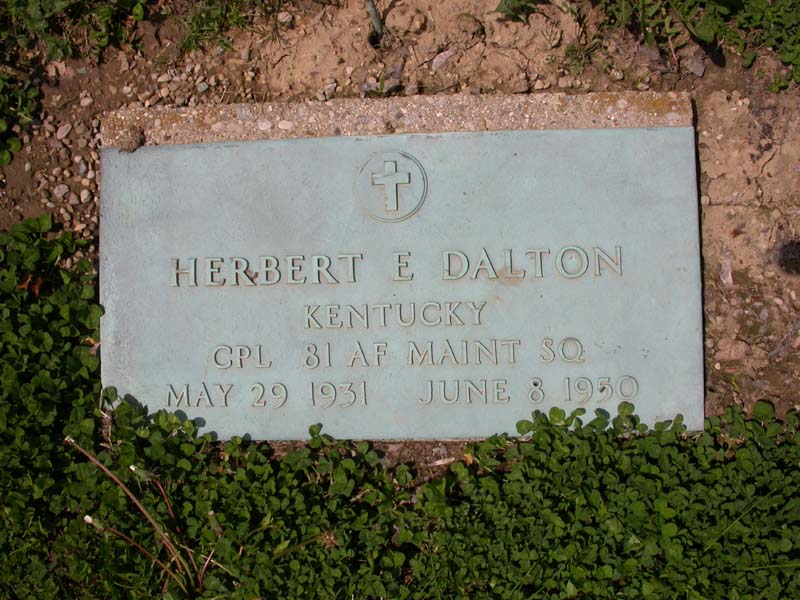 HERBERT E DALTON
KENTUCKY
CPL 81 AF MAINT SQ
MAY 29 1931 JUNE 8 1950